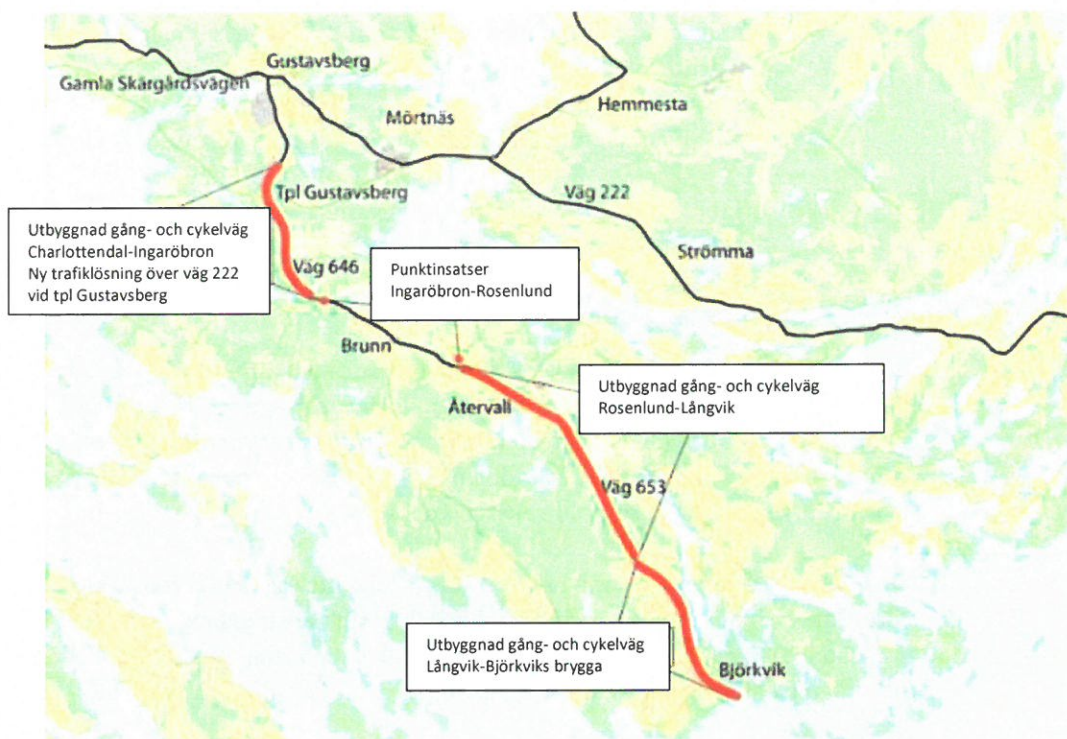 Gustavsberg
Gamla Skärgårdsvägen
Hemmesta
Mörtnäs
Tpl Gustavsberg
Väg 222
Utbyggnad gång- och cykelväg
Charlottendal-Ingaröbron
Ny trafiklösning över väg 222
vid tpl Gustavsberg
Strömma
Väg 646
Punktinsatser
Ingaröbron-Rosenlund
Brunn
Utbyggnad gång- och cykelväg
Rosenlund-Långvik
Återvall
Väg 653
Utbyggnad gång- och cykelväg
Långvik-Björkviks brygga
Björkvik